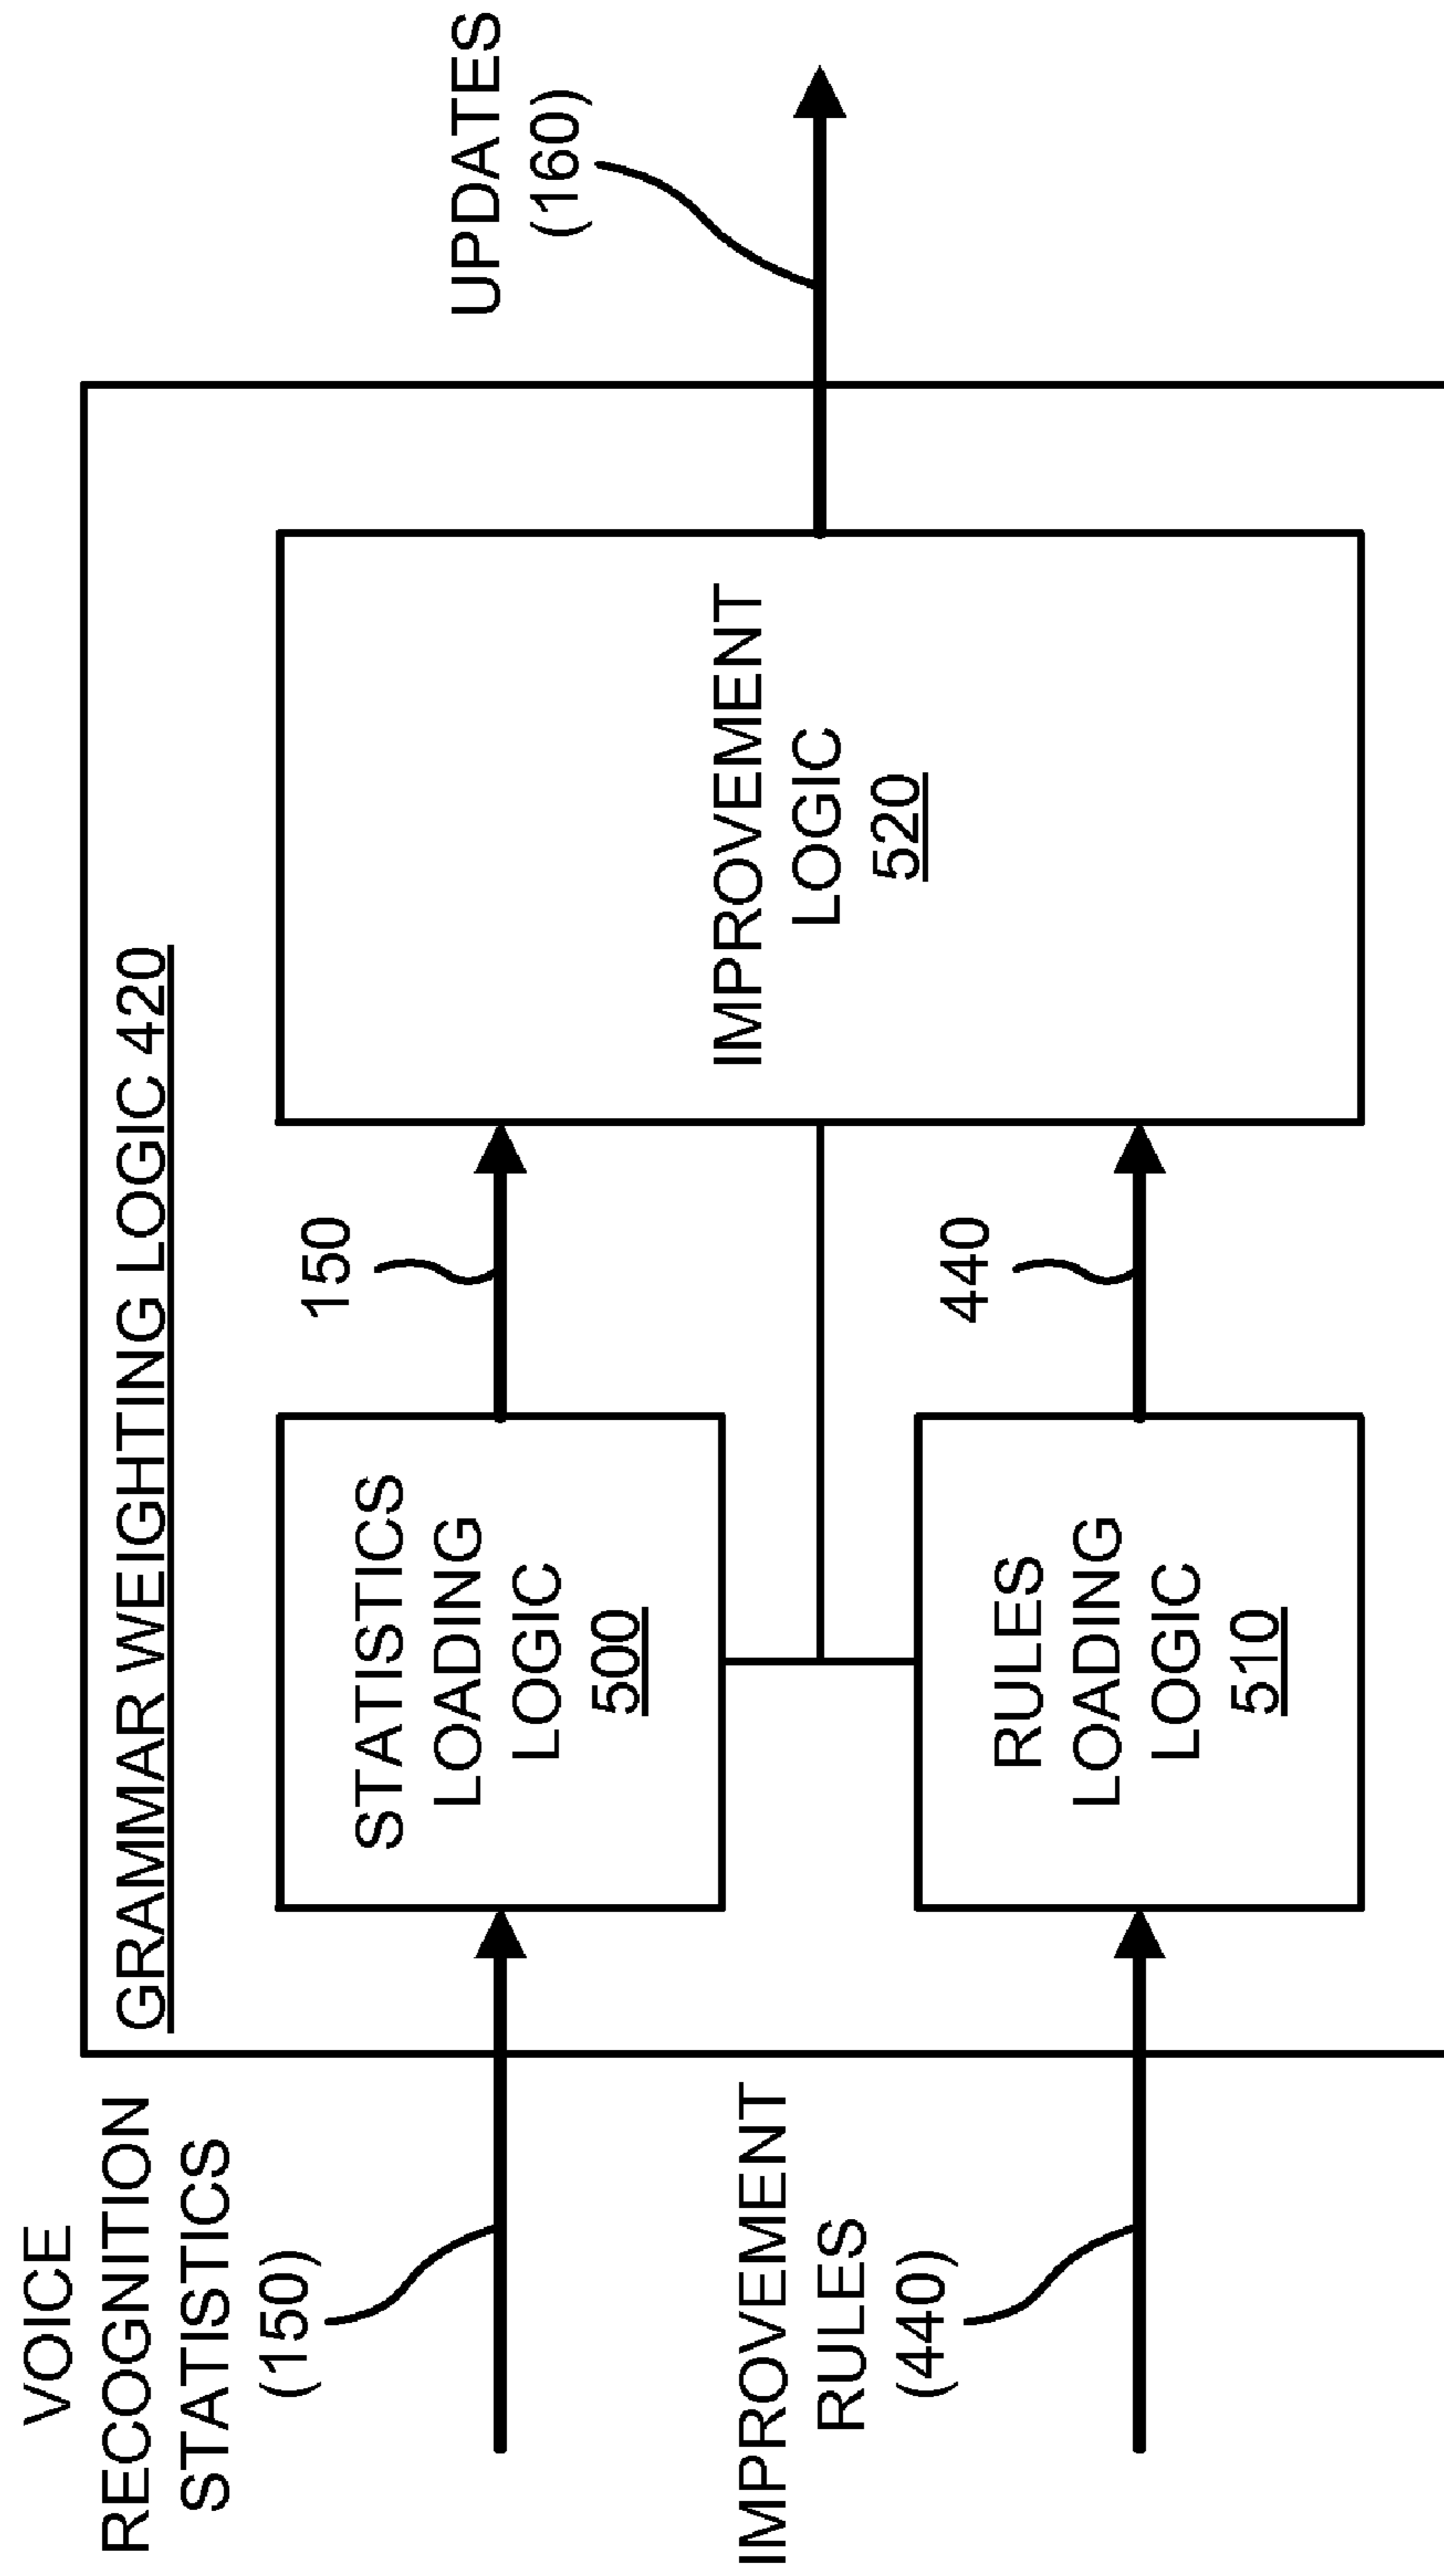 GRAMMAR WEIGHTING LOGIC 420
VOICE
RECOGNITION
STATISTICS
(150)
STATISTICS
LOADING
LOGIC
500
150
IMPROVEMENT
LOGIC
520
UPDATES
(160)
IMPROVEMENT
RULES
(440)
RULES
LOADING
LOGIC
510
440